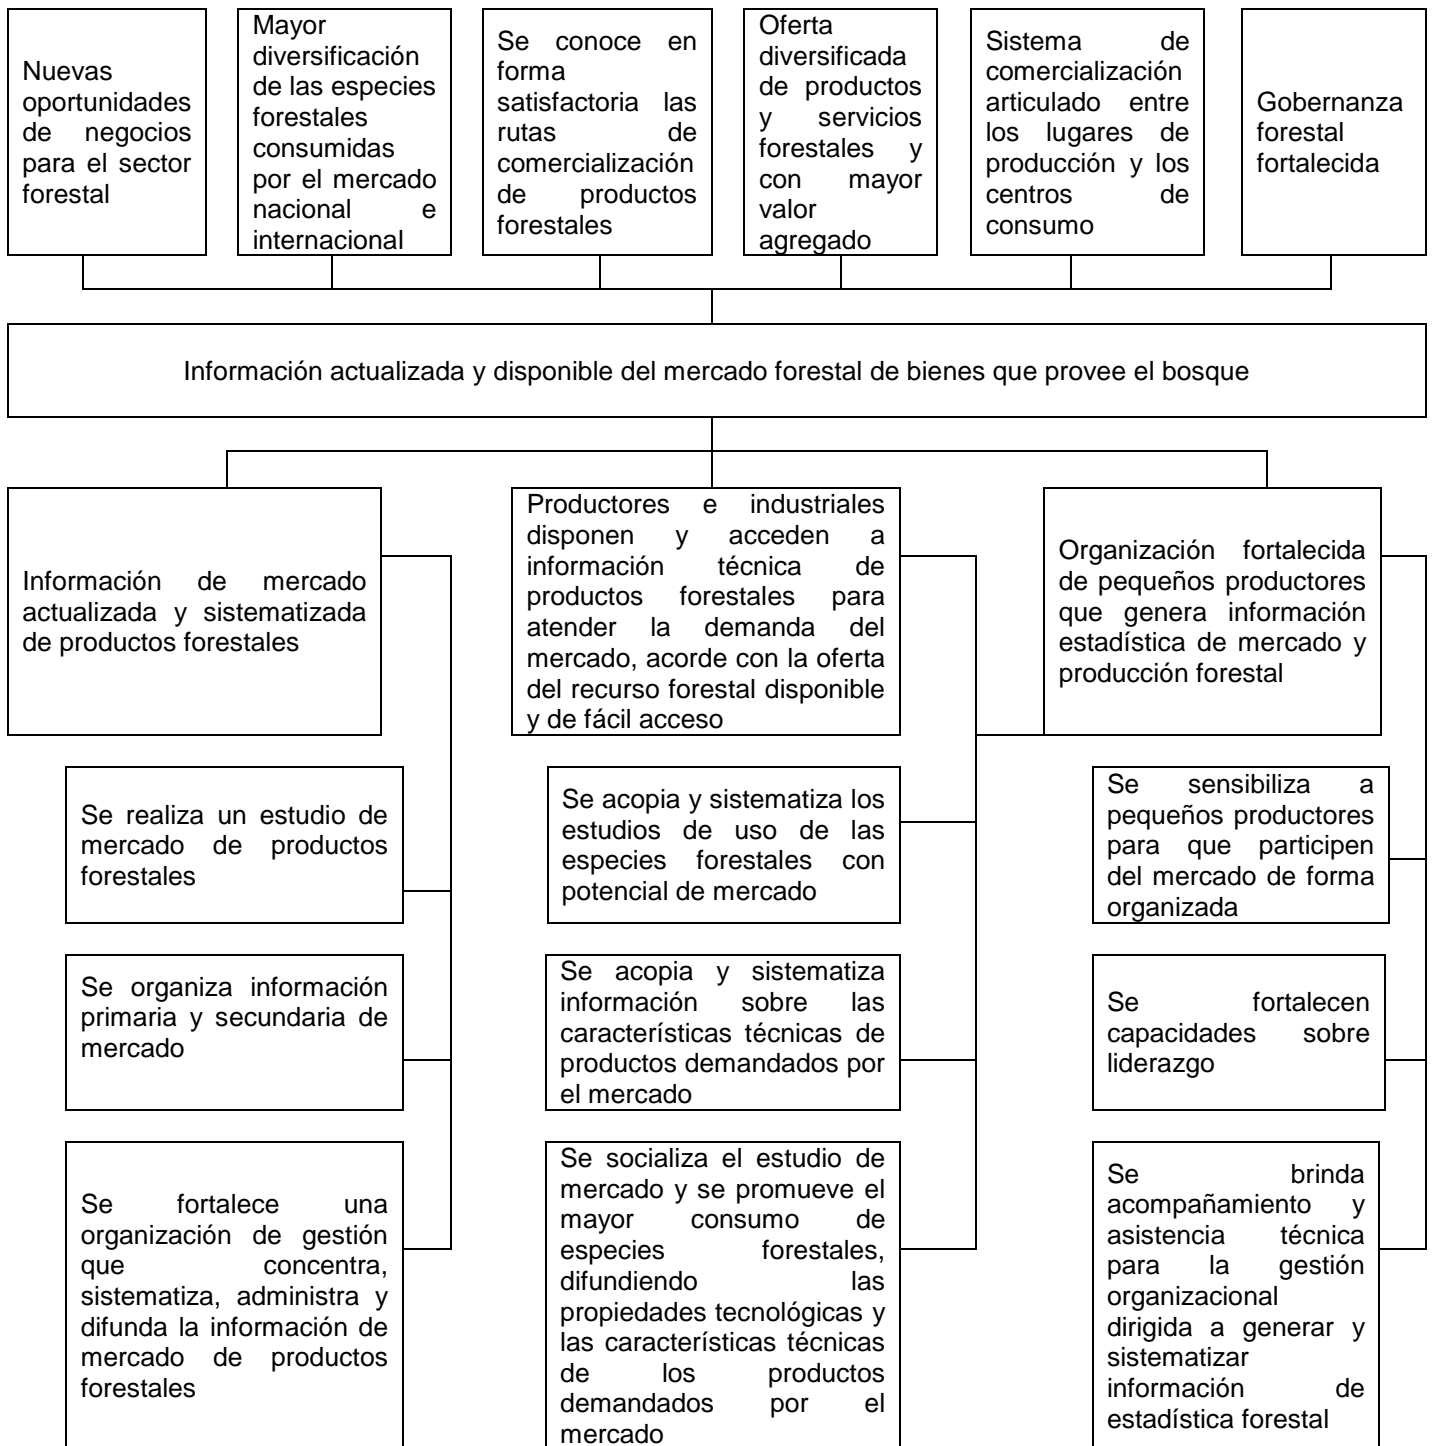 Nuevas
oportunidades
de negocios
para el sector
forestal
Mayor
diversificación
de las especies
forestales
consumidas
por el mercado
nacional e
internacional
Se conoce en
forma
satisfactoria las
rutas de
comercialización
de productos
forestales
Oferta
diversificada
de productos
y servicios
forestales y
con mayor
valor
agregado
Sistema de
comercialización
articulado entre
los lugares de
producción y los
centros de
consumo
Gobernanza
forestal
fortalecida
Información actualizada y disponible del mercado forestal de bienes que provee el bosque
Información de mercado
actualizada y sistematizada
de productos forestales
Productores e industriales
disponen y acceden a
información técnica de
productos forestales para
atender la demanda del
mercado, acorde con la oferta
del recurso forestal disponible
y de fácil acceso
Organización fortalecida
de pequeños productores
que genera información
estadística de mercado y
producción forestal
Se realiza un estudio de
mercado de productos
forestales
Se acopia y sistematiza los
estudios de uso de las
especies forestales con
potencial de mercado
Se sensibiliza a
pequeños productores
para que participen
del mercado de forma
organizada
Se organiza información
primaria y secundaria de
mercado
Se acopia y sistematiza
información sobre las
características técnicas de
productos demandados por
el mercado
Se fortalecen
capacidades sobre
liderazgo
Se fortalece una
organización de gestión
que concentra,
sistematiza, administra y
difunda la información de
mercado de productos
forestales
Se socializa el estudio de
mercado y se promueve el
mayor consumo de
especies forestales,
difundiendo las
propiedades tecnológicas y
las características técnicas
de los productos
demandados por el
mercado
Se brinda
acompañamiento y
asistencia técnica
para la gestión
organizacional
dirigida a generar y
sistematizar
información de
estadística forestal